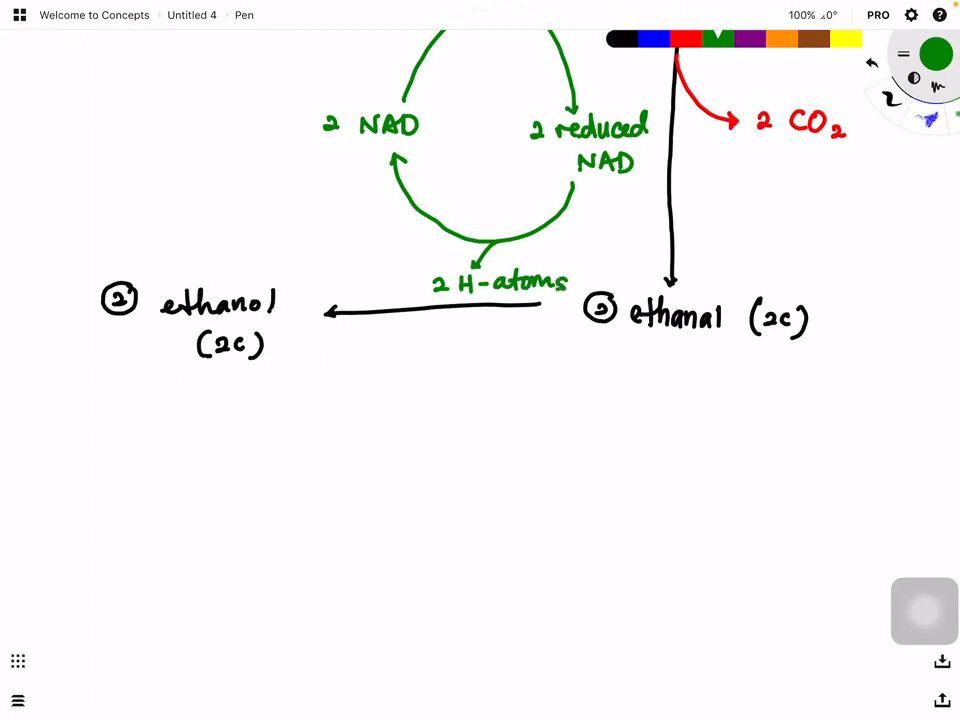 Welcome to Concepts > Untitled 4 > Pen
100% ⊿0° PRO
2 NAD
2 reduced
NAD
2 CO2
2 H-atoms
② ethanol
(2c)
② ethanal (2c)